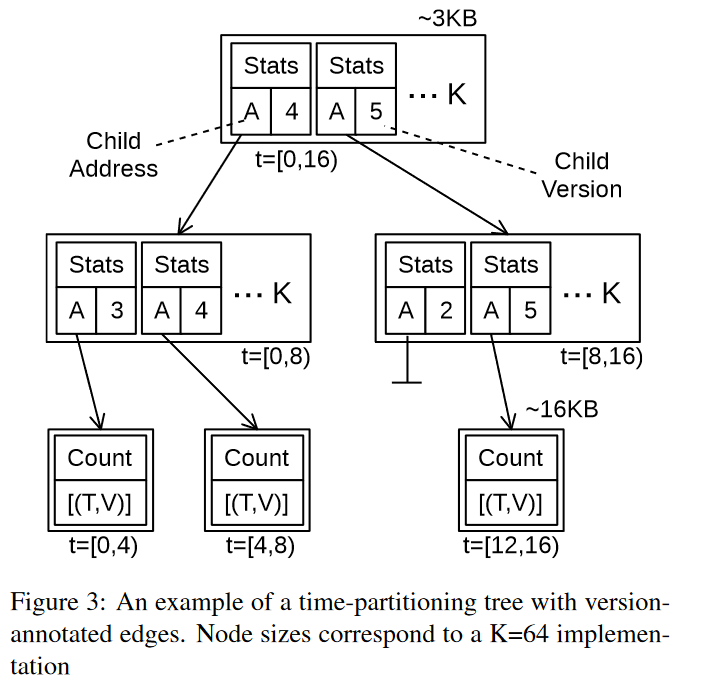 ~3KB
Stats Stats
A 4 A 5 ... K
Child
Address
t=[0,16)
Child
Version
Stats Stats
A 3 A 4 ... K
t=[0,8)
Stats Stats
A 2 A 5 ... K
t=[8,16)
~16KB
Count
[(T,V)]
t=[0,4)
Count
[(T,V)]
t=[4,8)
Count
[(T,V)]
t=[12,16)
Figure 3: An example of a time-partitioning tree with version-
annotated edges. Node sizes correspond to a K=64 implemen-
tation